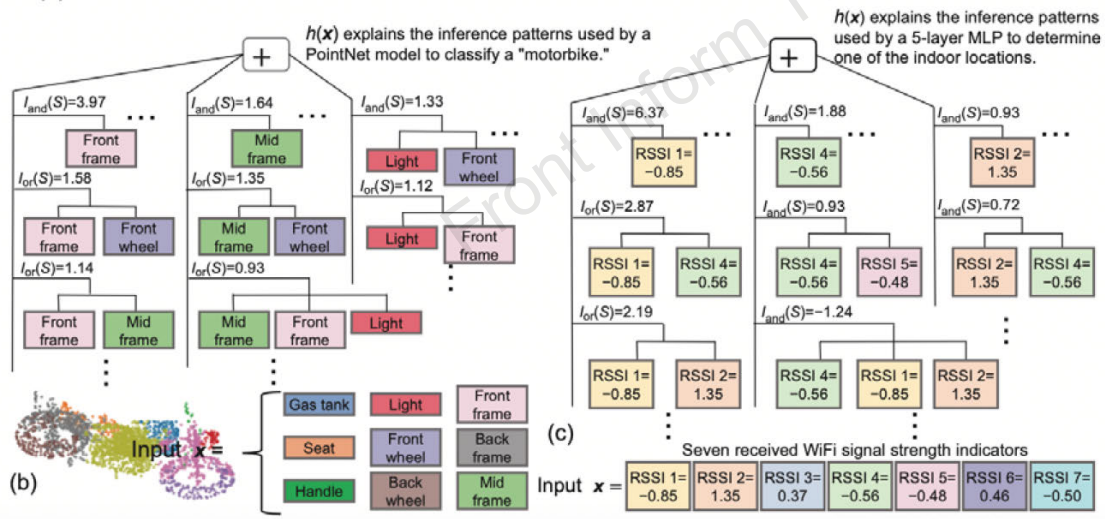 h(x) explains the inference patterns used by a
PointNet model to classify a "motorbike."
+
Iand(S)=3.97
...
Front
frame
Ior(S)=1.58
Front
frame
Front
wheel
Ior(S)=1.14
Front
frame
Mid
frame
Iand(S)=1.64
...
Mid
frame
Ior(S)=1.35
Mid
frame
Front
wheel
Ior(S)=0.93
Mid
frame
Front
frame
Light
Iand(S)=1.33
...
Light
Front
wheel
Ior(S)=1.12
Light
Front
frame
(b)
Input x =
Gas tank
Light
Front
frame
Seat
Front
wheel
Back
frame
Handle
Back
wheel
Mid
frame
h(x) explains the inference patterns
used by a 5-layer MLP to determine
one of the indoor locations.
+
Iand(S)=6.37
...
RSSI 1=
−0.85
Ior(S)=2.87
RSSI 1=
−0.85
RSSI 4=
−0.56
Ior(S)=2.19
RSSI 1=
−0.85
RSSI 2=
1.35
Iand(S)=1.88
...
RSSI 4=
−0.56
Iand(S)=0.93
RSSI 4=
−0.56
RSSI 5=
−0.48
Iand(S)=−1.24
RSSI 4=
−0.56
RSSI 1=
−0.85
RSSI 2=
1.35
Iand(S)=0.93
...
RSSI 2=
1.35
Iand(S)=0.72
RSSI 2=
1.35
RSSI 4=
−0.56
(c)
Seven received WiFi signal strength indicators
Input x =
RSSI 1=
−0.85
RSSI 2=
1.35
RSSI 3=
0.37
RSSI 4=
−0.56
RSSI 5=
−0.48
RSSI 6=
0.46
RSSI 7=
−0.50
Front Inform